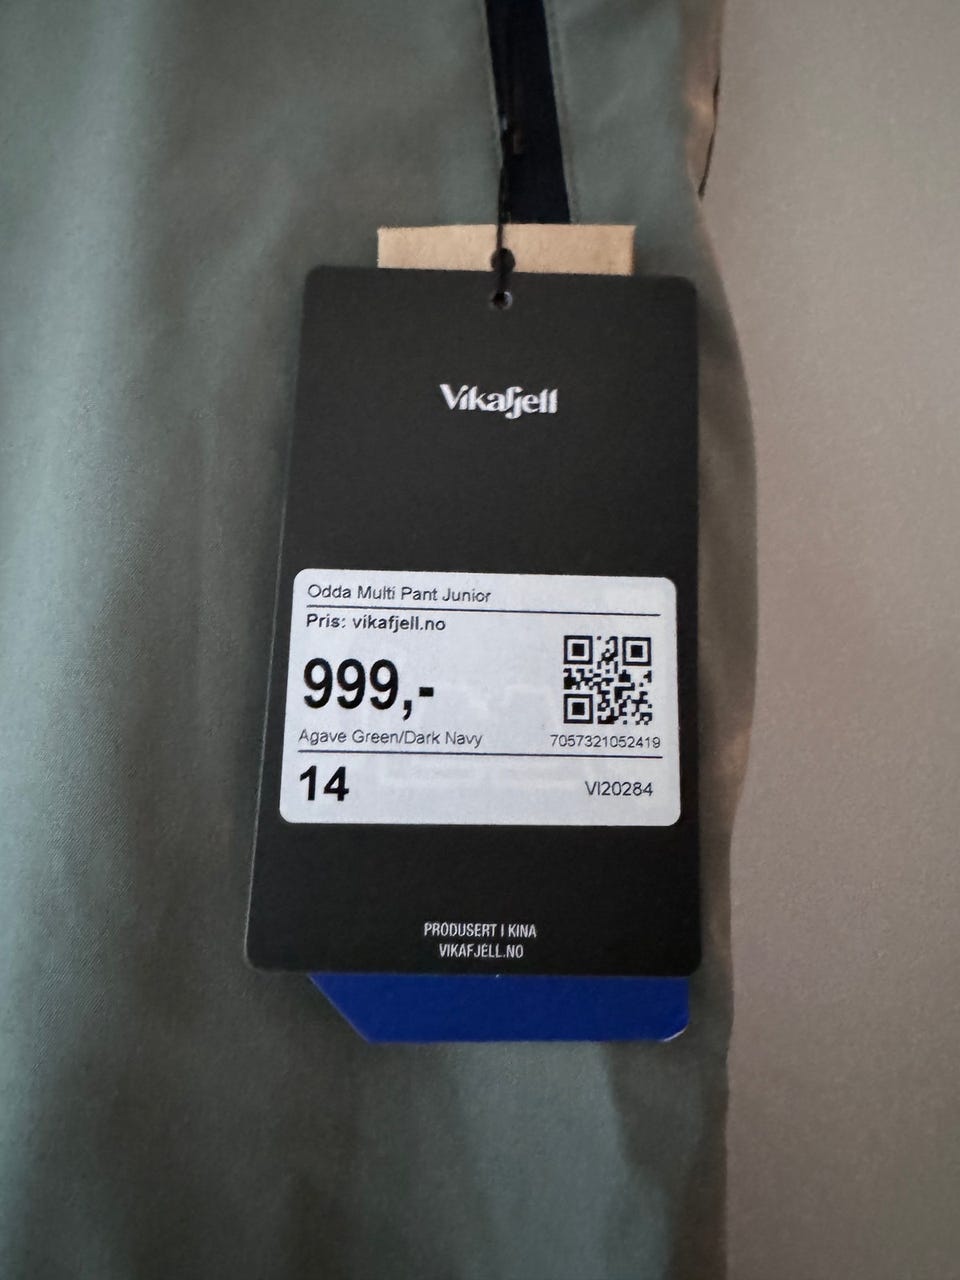 Vikafjell
Odda Multi Pant Junior
Pris: vikafjell.no
999,-
Agave Green/Dark Navy
7057321052419
14
VI20284
PRODUSERT I KINA
VIKAFJELL.NO